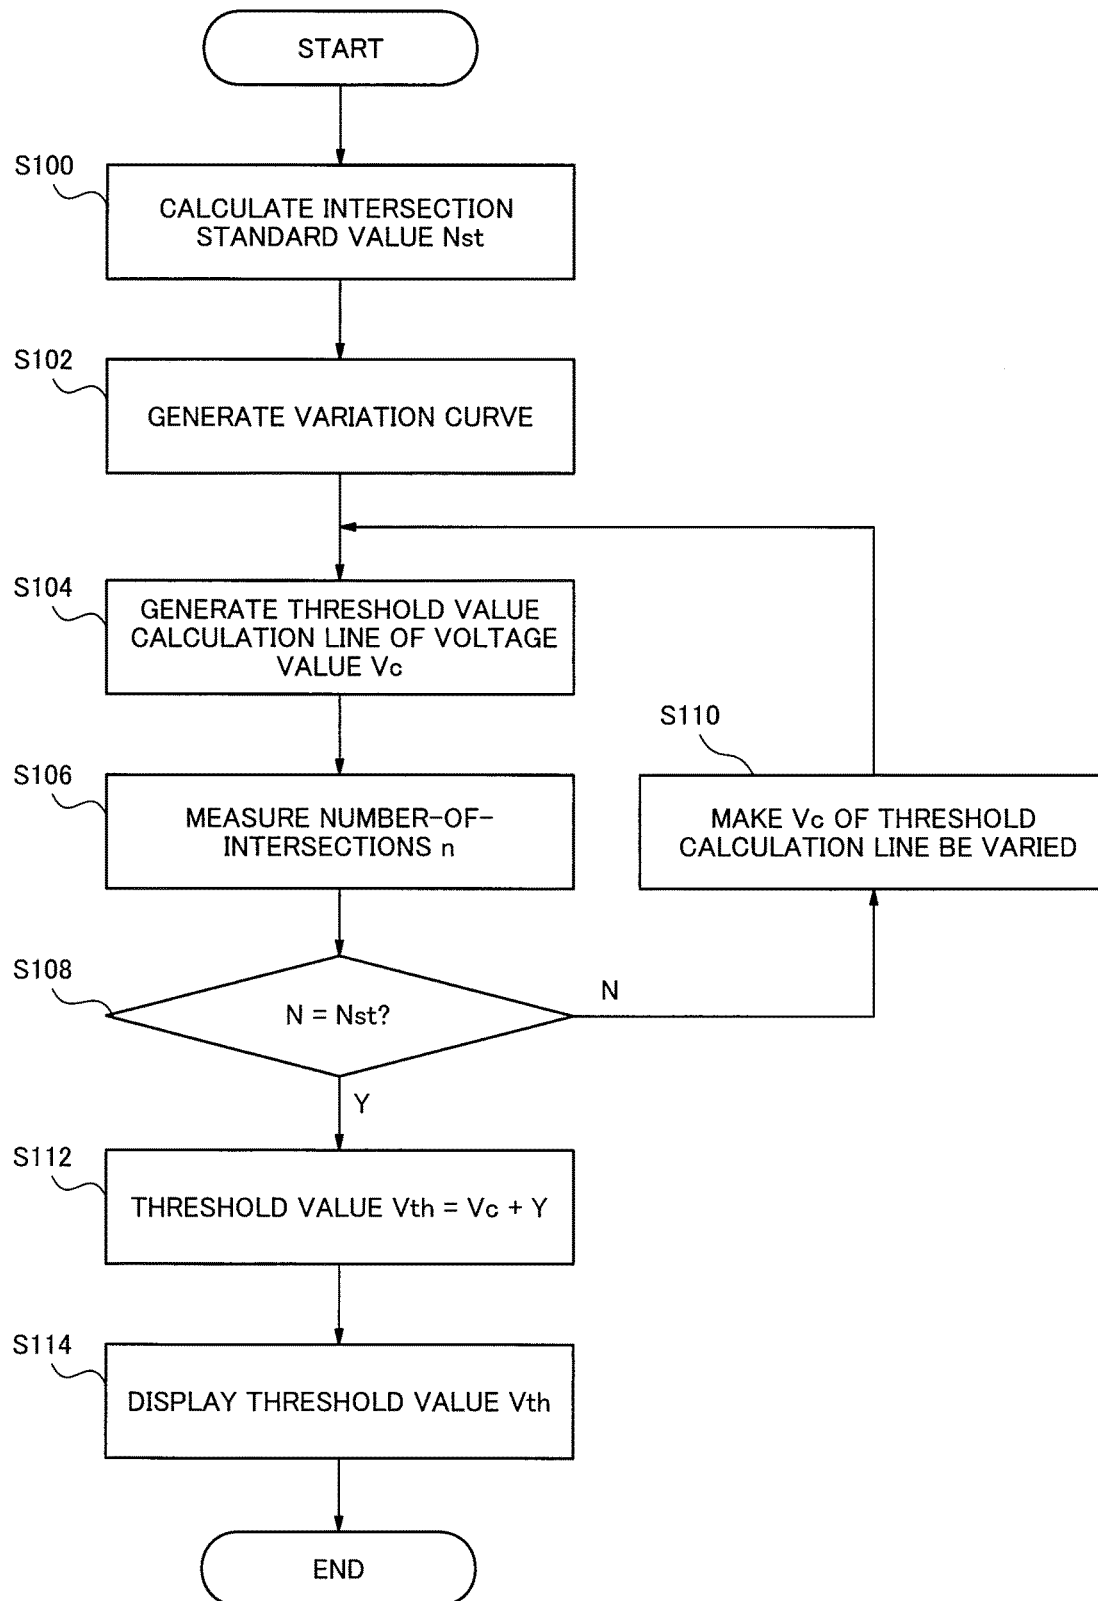 START
S100
CALCULATE INTERSECTION
STANDARD VALUE Nst
S102
GENERATE VARIATION CURVE
S104
GENERATE THRESHOLD VALUE
CALCULATION LINE OF VOLTAGE
VALUE Vc
S106
MEASURE NUMBER-OF-
INTERSECTIONS n
S110
MAKE Vc OF THRESHOLD
CALCULATION LINE BE VARIED
S108
N = Nst?
N
Y
S112
THRESHOLD VALUE Vth = Vc + Y
S114
DISPLAY THRESHOLD VALUE Vth
END